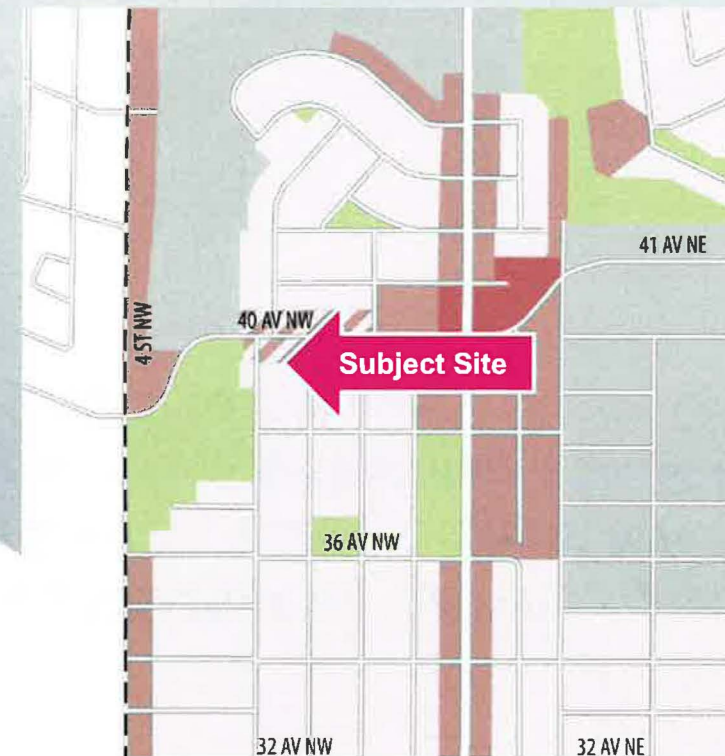 41 AV NE
40 AV NW
4 ST NW
Subject Site
36 AV NW
32 AV NW
32 AV NE